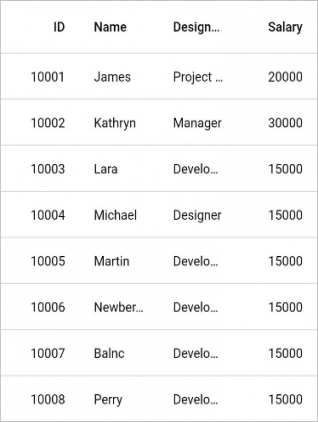 ID Name Design... Salary
10001 James Project ... 20000
10002 Kathryn Manager 30000
10003 Lara Develo... 15000
10004 Michael Designer 15000
10005 Martin Develo... 15000
10006 Newber... Develo... 15000
10007 Balnc Develo... 15000
10008 Perry Develo... 15000